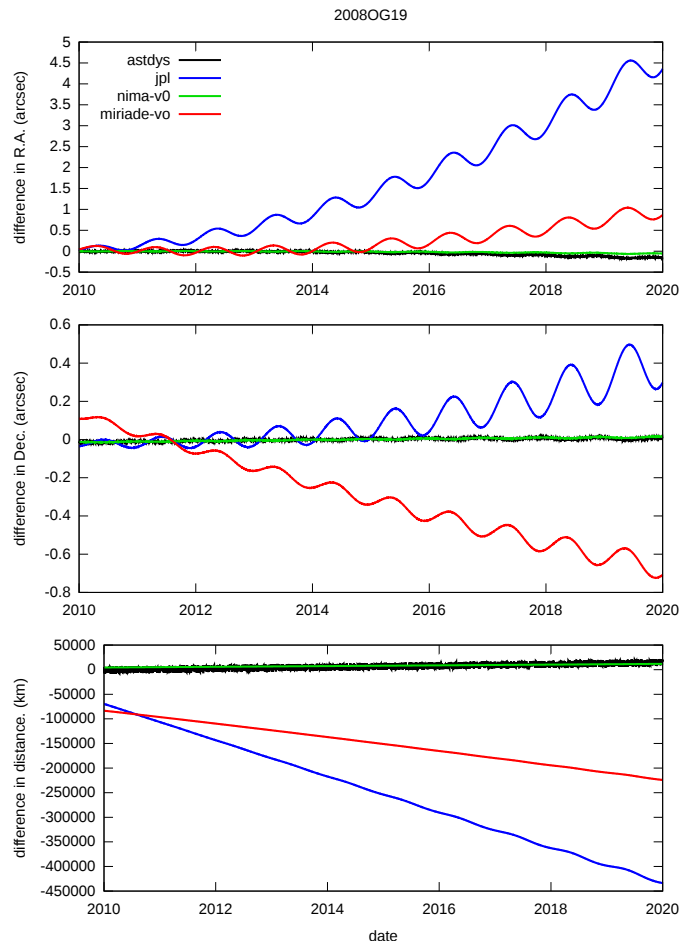 2008OG19
difference in R.A. (arcsec)
5
4.5
4
3.5
3
2.5
2
1.5
1
0.5
0
-0.5
astdys
jpl
nima-v0
miriade-vo
2010 2012 2014 2016 2018 2020
difference in Dec. (arcsec)
0.6
0.4
0.2
0
-0.2
-0.4
-0.6
-0.8
2010 2012 2014 2016 2018 2020
difference in distance. (km)
50000
0
-50000
-100000
-150000
-200000
-250000
-300000
-350000
-400000
-450000
2010 2012 2014 2016 2018 2020
date